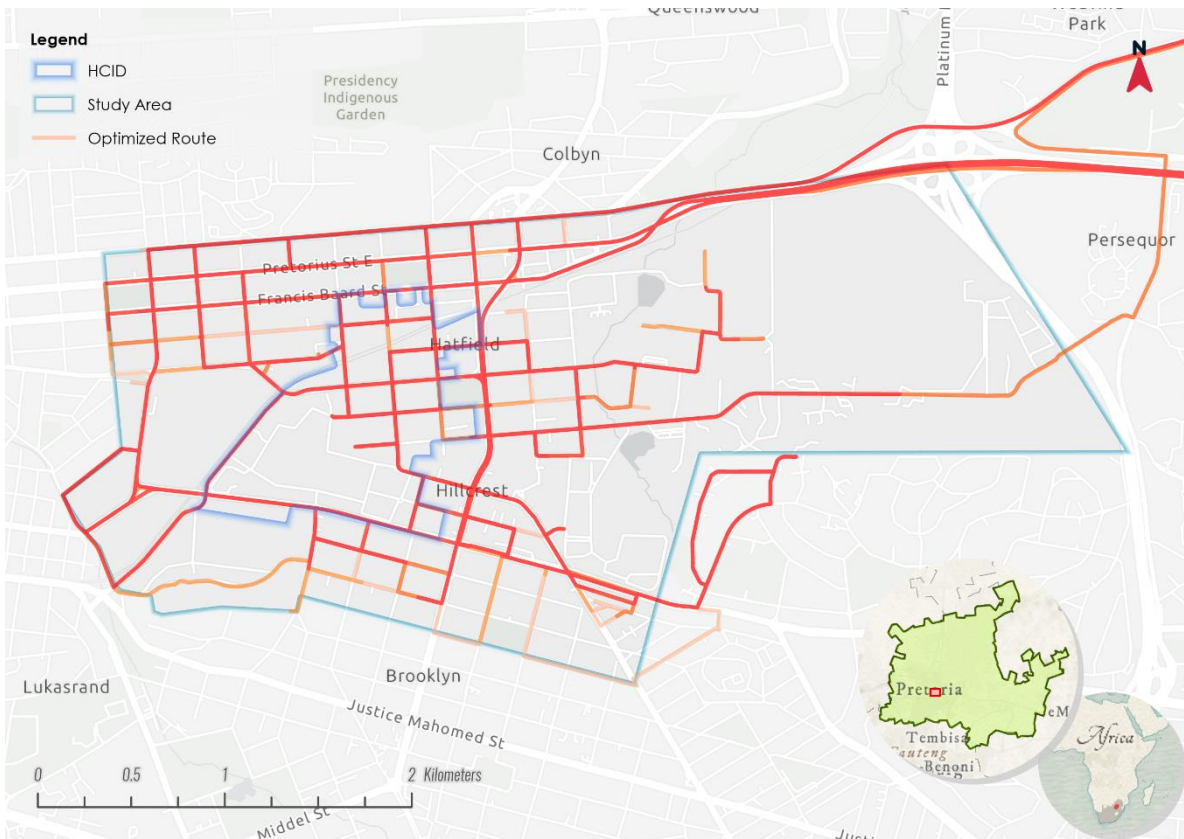 Queenswood
Park
Legend
HCID
Study Area
Optimized Route
Presidency
Indigenous
Garden
N
Colbyn
Persequor
Pretorius St E
Francis Baard St
Hatfield
Hillcrest
Brooklyn
Lukasrand
Justice Mahomed St
Pretoria
Tembisa
Gauteng
Benoni
eM
Africa
0 0.5 1 2 Kilometers
Middel St